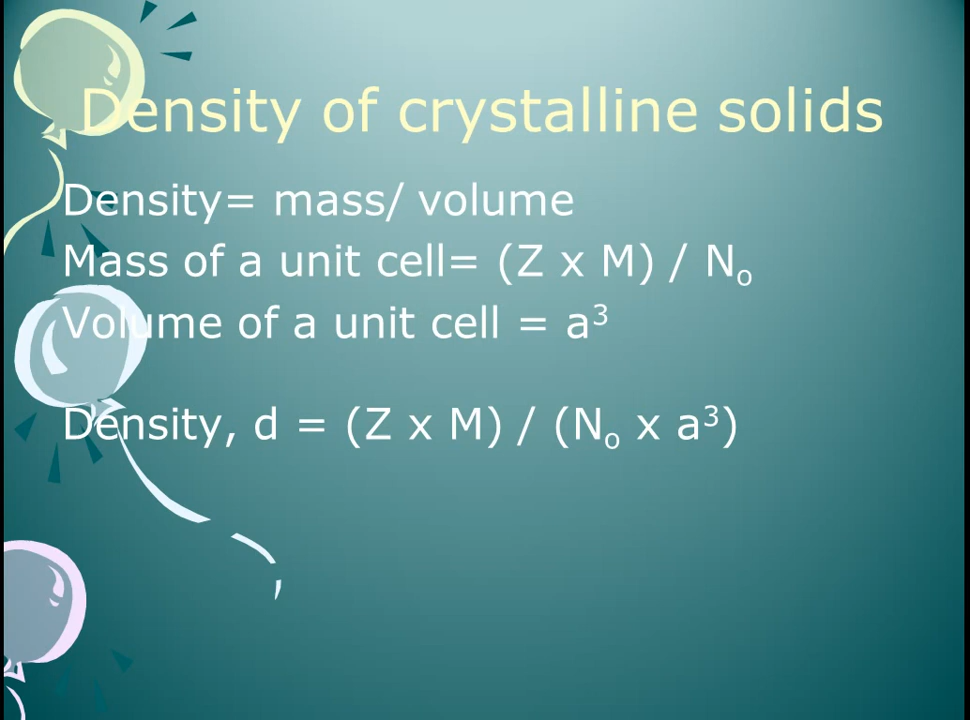 Density of crystalline solids
Density= mass/ volume
Mass of a unit cell= (Z x M) / Nₒ
Volume of a unit cell = a³
Density, d = (Z x M) / (Nₒ x a³)